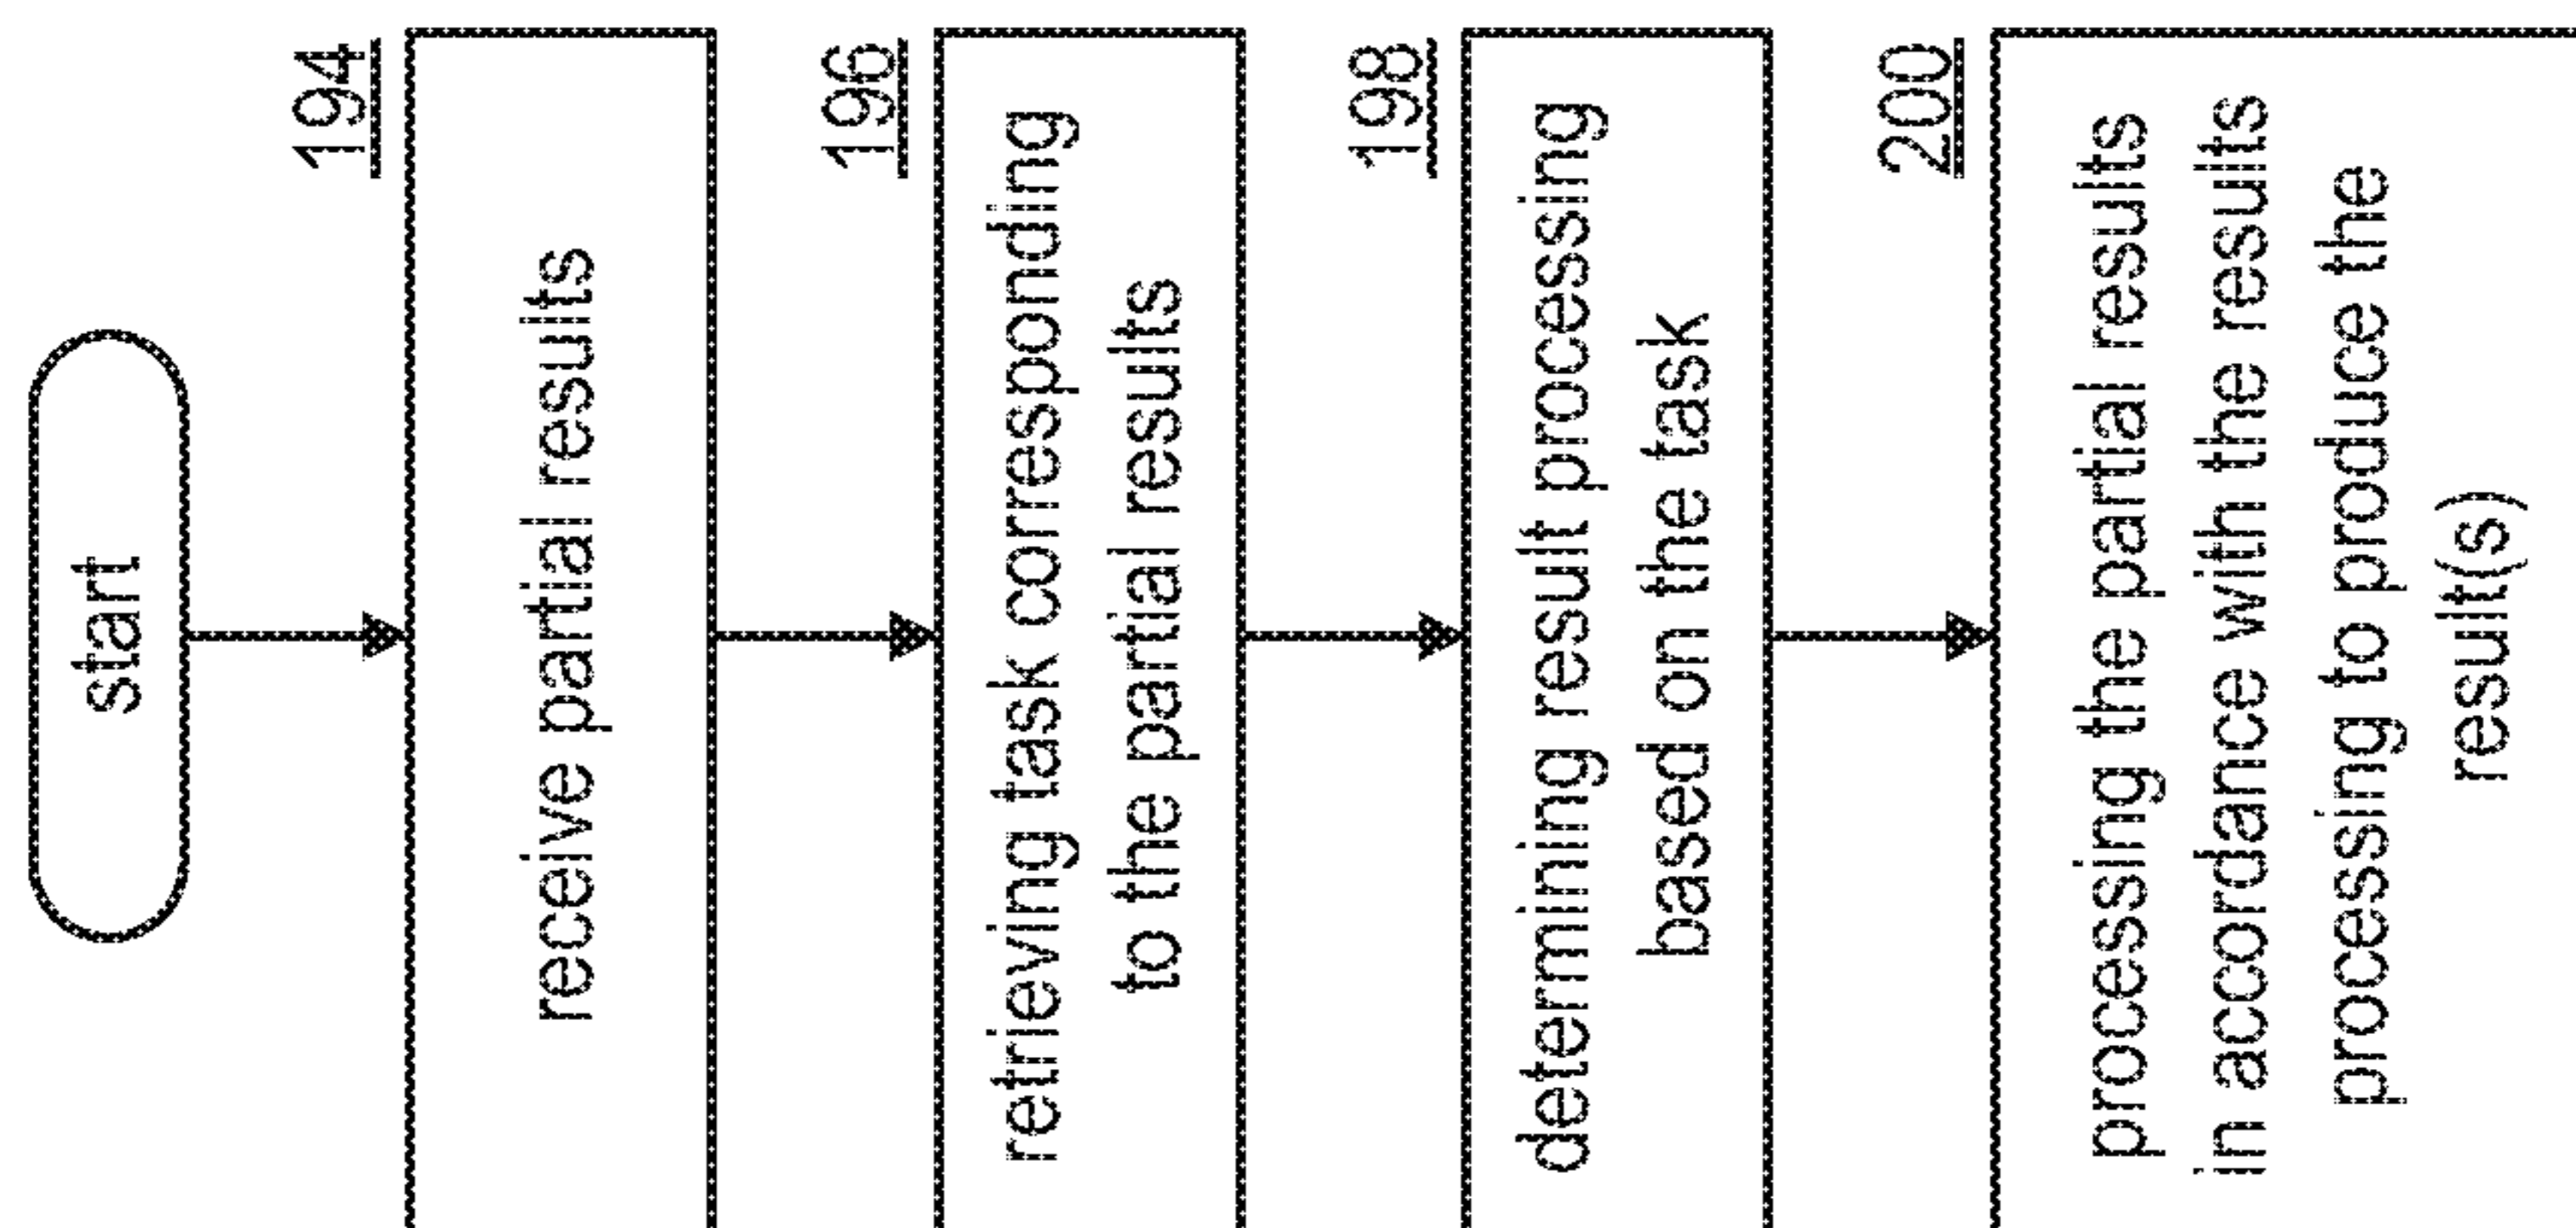 start
194
receive partial results
196
retrieving task corresponding
to the partial results
198
determining result processing
based on the task
200
processing the partial results
in accordance with the results
processing to produce the
result(s)